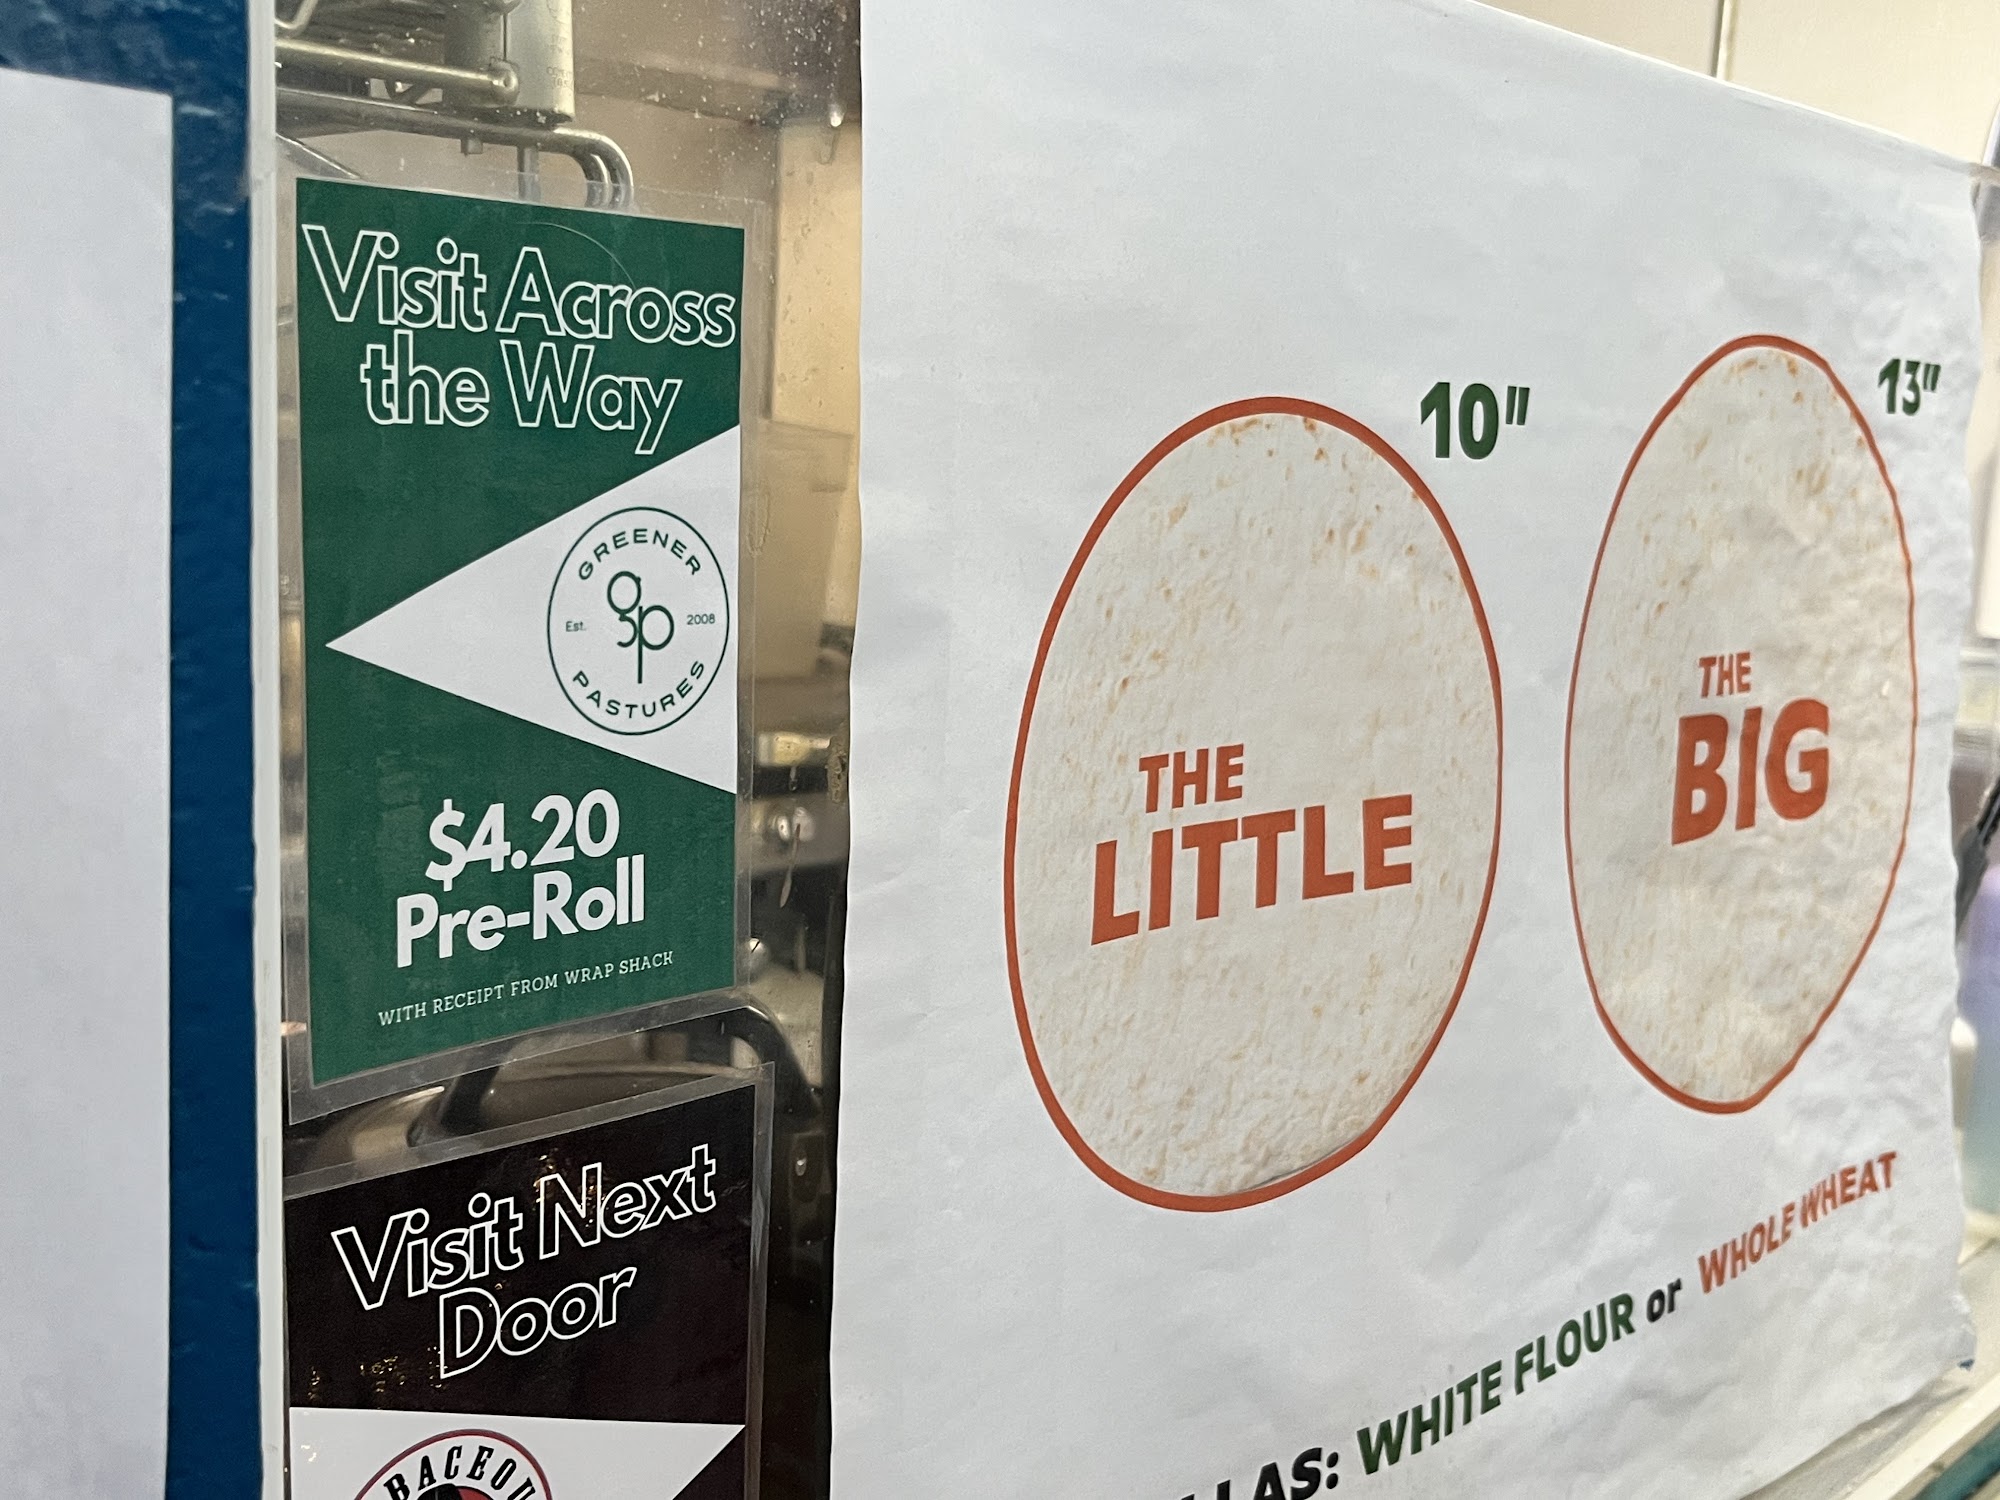 Visit Across
the Way
GREENER
gp
Est. 2008
PASTURES
$4.20
Pre-Roll
WITH RECEIPT FROM WRAP SHACK
Visit Next
Door
10"
THE
LITTLE
13"
THE
BIG
WHITE FLOUR or WHOLE WHEAT